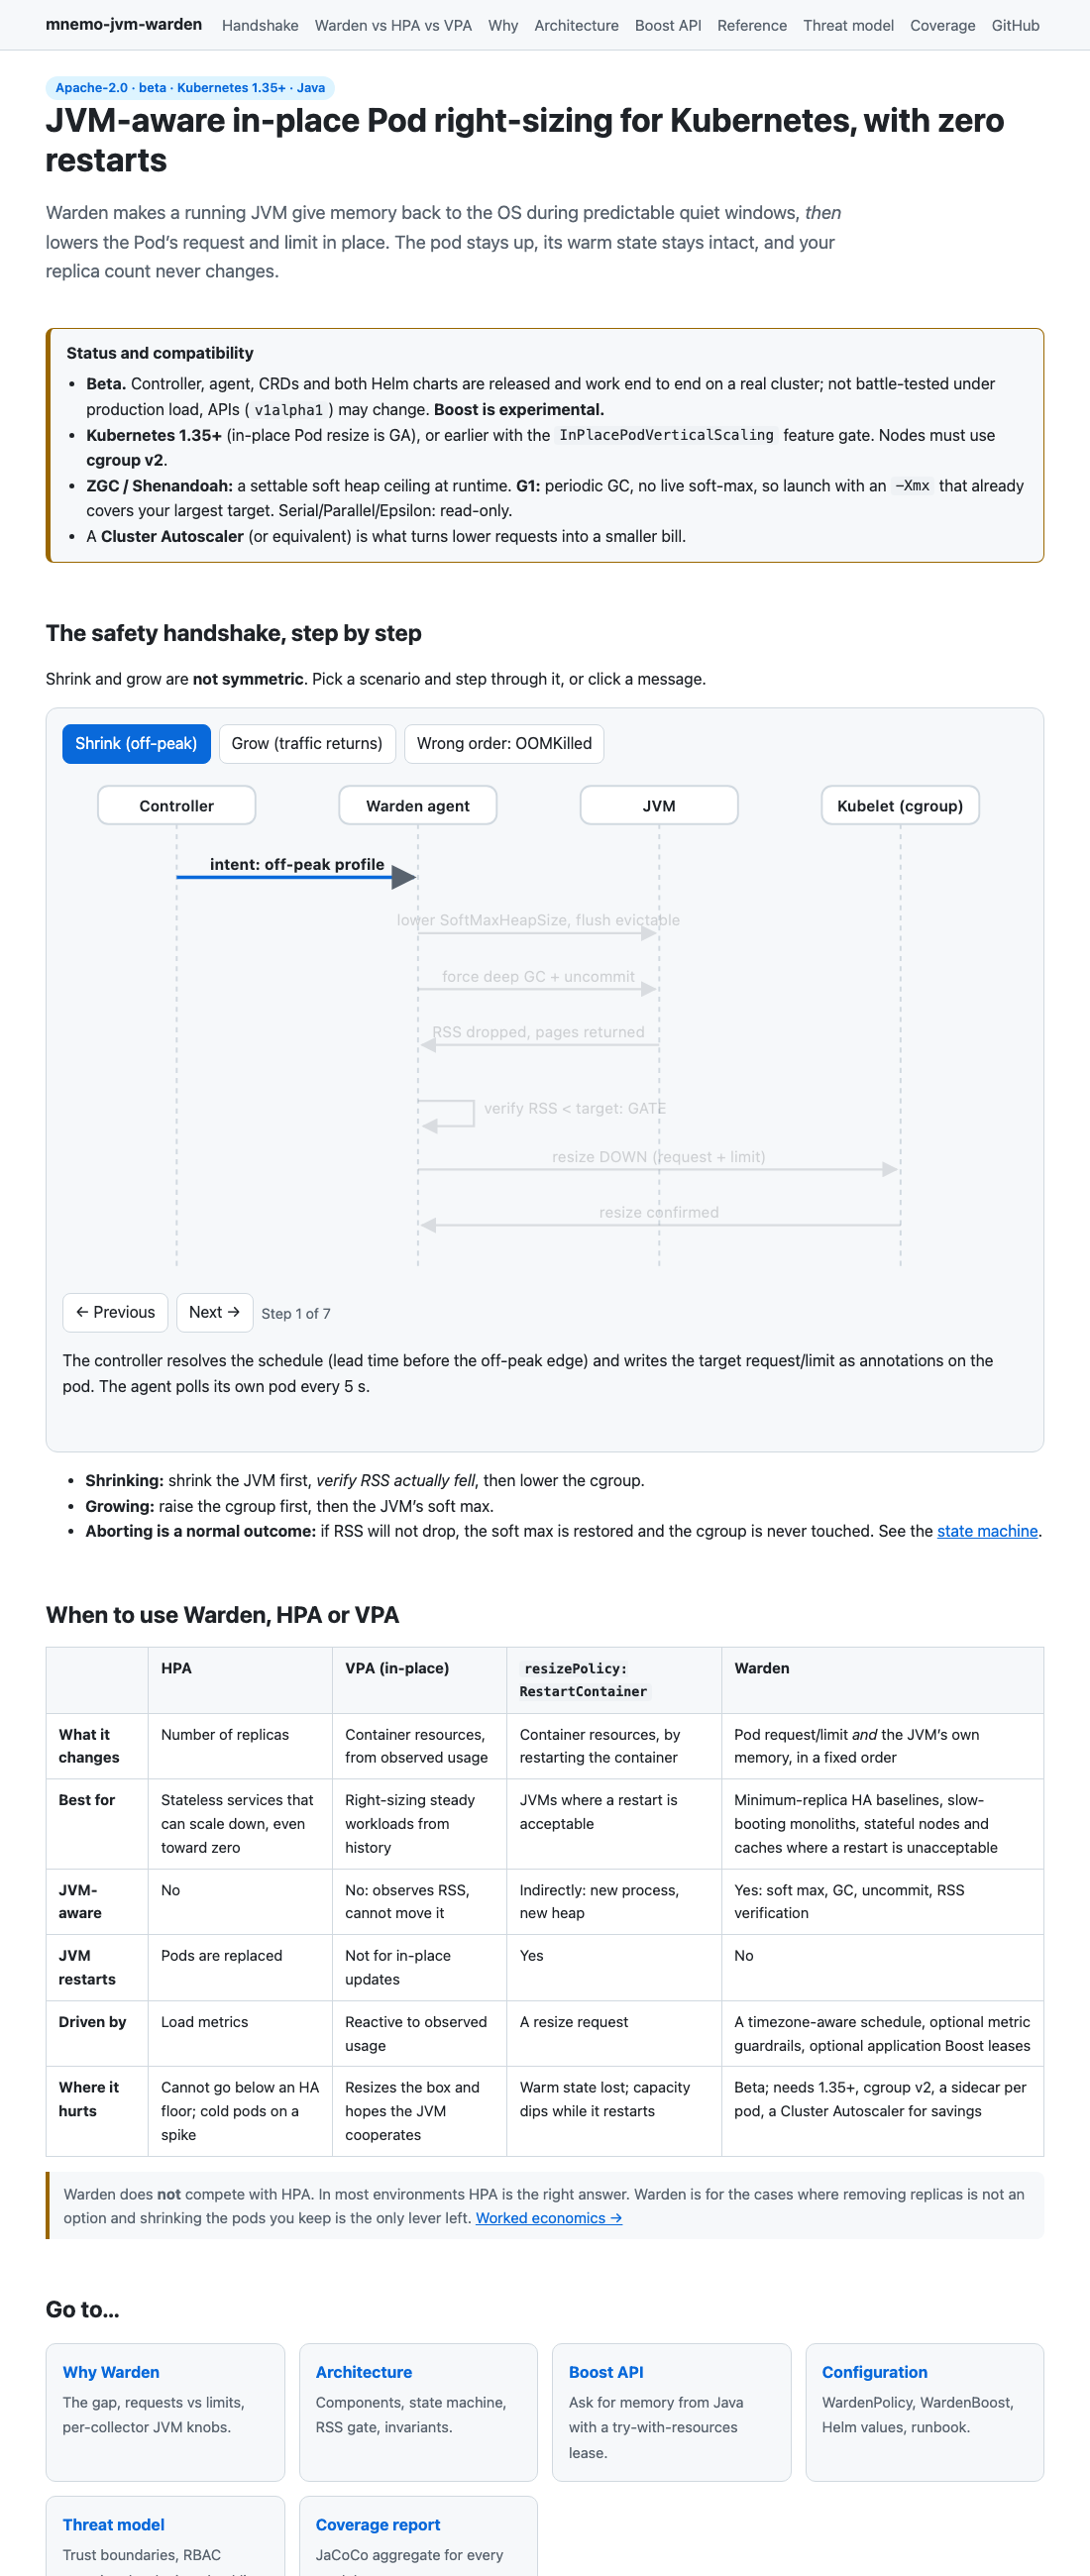 mnemo-jvm-warden Handshake Warden vs HPA vs VPA Why Architecture Boost API Reference Threat model Coverage GitHub
Apache-2.0 · beta · Kubernetes 1.35+ · Java
JVM-aware in-place Pod right-sizing for Kubernetes, with zero
restarts
Warden makes a running JVM give memory back to the OS during predictable quiet windows, then
lowers the Pod's request and limit in place. The pod stays up, its warm state stays intact, and your
replica count never changes.
Status and compatibility
• Beta. Controller, agent, CRDs and both Helm charts are released and work end to end on a real cluster; not battle-tested under
production load, APIs ( v1alpha1 ) may change. Boost is experimental.
• Kubernetes 1.35+ (in-place Pod resize is GA), or earlier with the InPlacePodVerticalScaling feature gate. Nodes must use
cgroup v2.
• ZGC / Shenandoah: a settable soft heap ceiling at runtime. G1: periodic GC, no live soft-max, so launch with an -Xmx that already
covers your largest target. Serial/Parallel/Epsilon: read-only.
• A Cluster Autoscaler (or equivalent) is what turns lower requests into a smaller bill.
The safety handshake, step by step
Shrink and grow are not symmetric. Pick a scenario and step through it, or click a message.
Shrink (off-peak) Grow (traffic returns) Wrong order: OOMKilled
Controller Warden agent JVM Kubelet (cgroup)
intent: off-peak profile
lower SoftMaxHeapSize, flush evictable
force deep GC + uncommit
RSS dropped, pages returned
verify RSS < target: GATE
resize DOWN (request + limit)
resize confirmed
← Previous Next → Step 1 of 7
The controller resolves the schedule (lead time before the off-peak edge) and writes the target request/limit as annotations on the
pod. The agent polls its own pod every 5 s.
• Shrinking: shrink the JVM first, verify RSS actually fell, then lower the cgroup.
• Growing: raise the cgroup first, then the JVM's soft max.
• Aborting is a normal outcome: if RSS will not drop, the soft max is restored and the cgroup is never touched. See the state machine.
When to use Warden, HPA or VPA
HPA VPA (in-place) resizePolicy: Warden
RestartContainer
What it Number of replicas Container resources, Container resources, by Pod request/limit and the JVM's own
changes from observed usage restarting the container memory, in a fixed order
Best for Stateless services that Right-sizing steady JVMs where a restart is Minimum-replica HA baselines, slow-
can scale down, even workloads from acceptable booting monoliths, stateful nodes and
toward zero history caches where a restart is unacceptable
JVM- No No: observes RSS, Indirectly: new process, Yes: soft max, GC, uncommit, RSS
aware cannot move it new heap verification
JVM Pods are replaced Not for in-place Yes No
restarts updates
Driven by Load metrics Reactive to observed A resize request A timezone-aware schedule, optional metric
usage guardrails, optional application Boost leases
Where it Cannot go below an HA Resizes the box and Warm state lost; capacity Beta; needs 1.35+, cgroup v2, a sidecar per
hurts floor; cold pods on a hopes the JVM dips while it restarts pod, a Cluster Autoscaler for savings
spike cooperates
Warden does not compete with HPA. In most environments HPA is the right answer. Warden is for the cases where removing replicas is not an
option and shrinking the pods you keep is the only lever left. Worked economics →
Go to…
Why Warden Architecture Boost API Configuration
The gap, requests vs limits, Components, state machine, Ask for memory from Java WardenPolicy, WardenBoost,
per-collector JVM knobs. RSS gate, invariants. with a try-with-resources Helm values, runbook.
lease.
Threat model Coverage report
Trust boundaries, RBAC JaCoCo aggregate for every